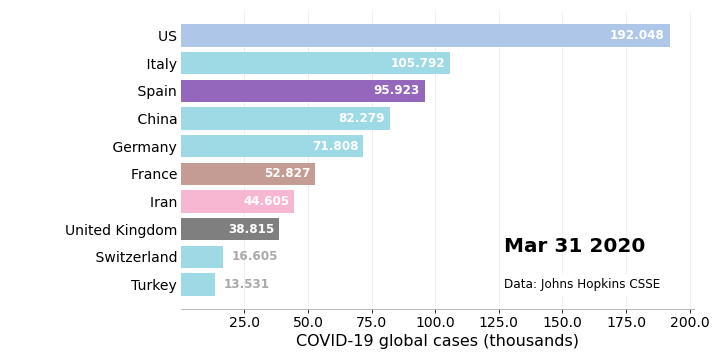 US 192.048
Italy 105.792
Spain 95.923
China 82.279
Germany 71.808
France 52.827
Iran 44.605
United Kingdom 38.815
Switzerland 16.605
Turkey 13.531
Mar 31 2020
Data: Johns Hopkins CSSE
25.0 50.0 75.0 100.0 125.0 150.0 175.0 200.0
COVID-19 global cases (thousands)